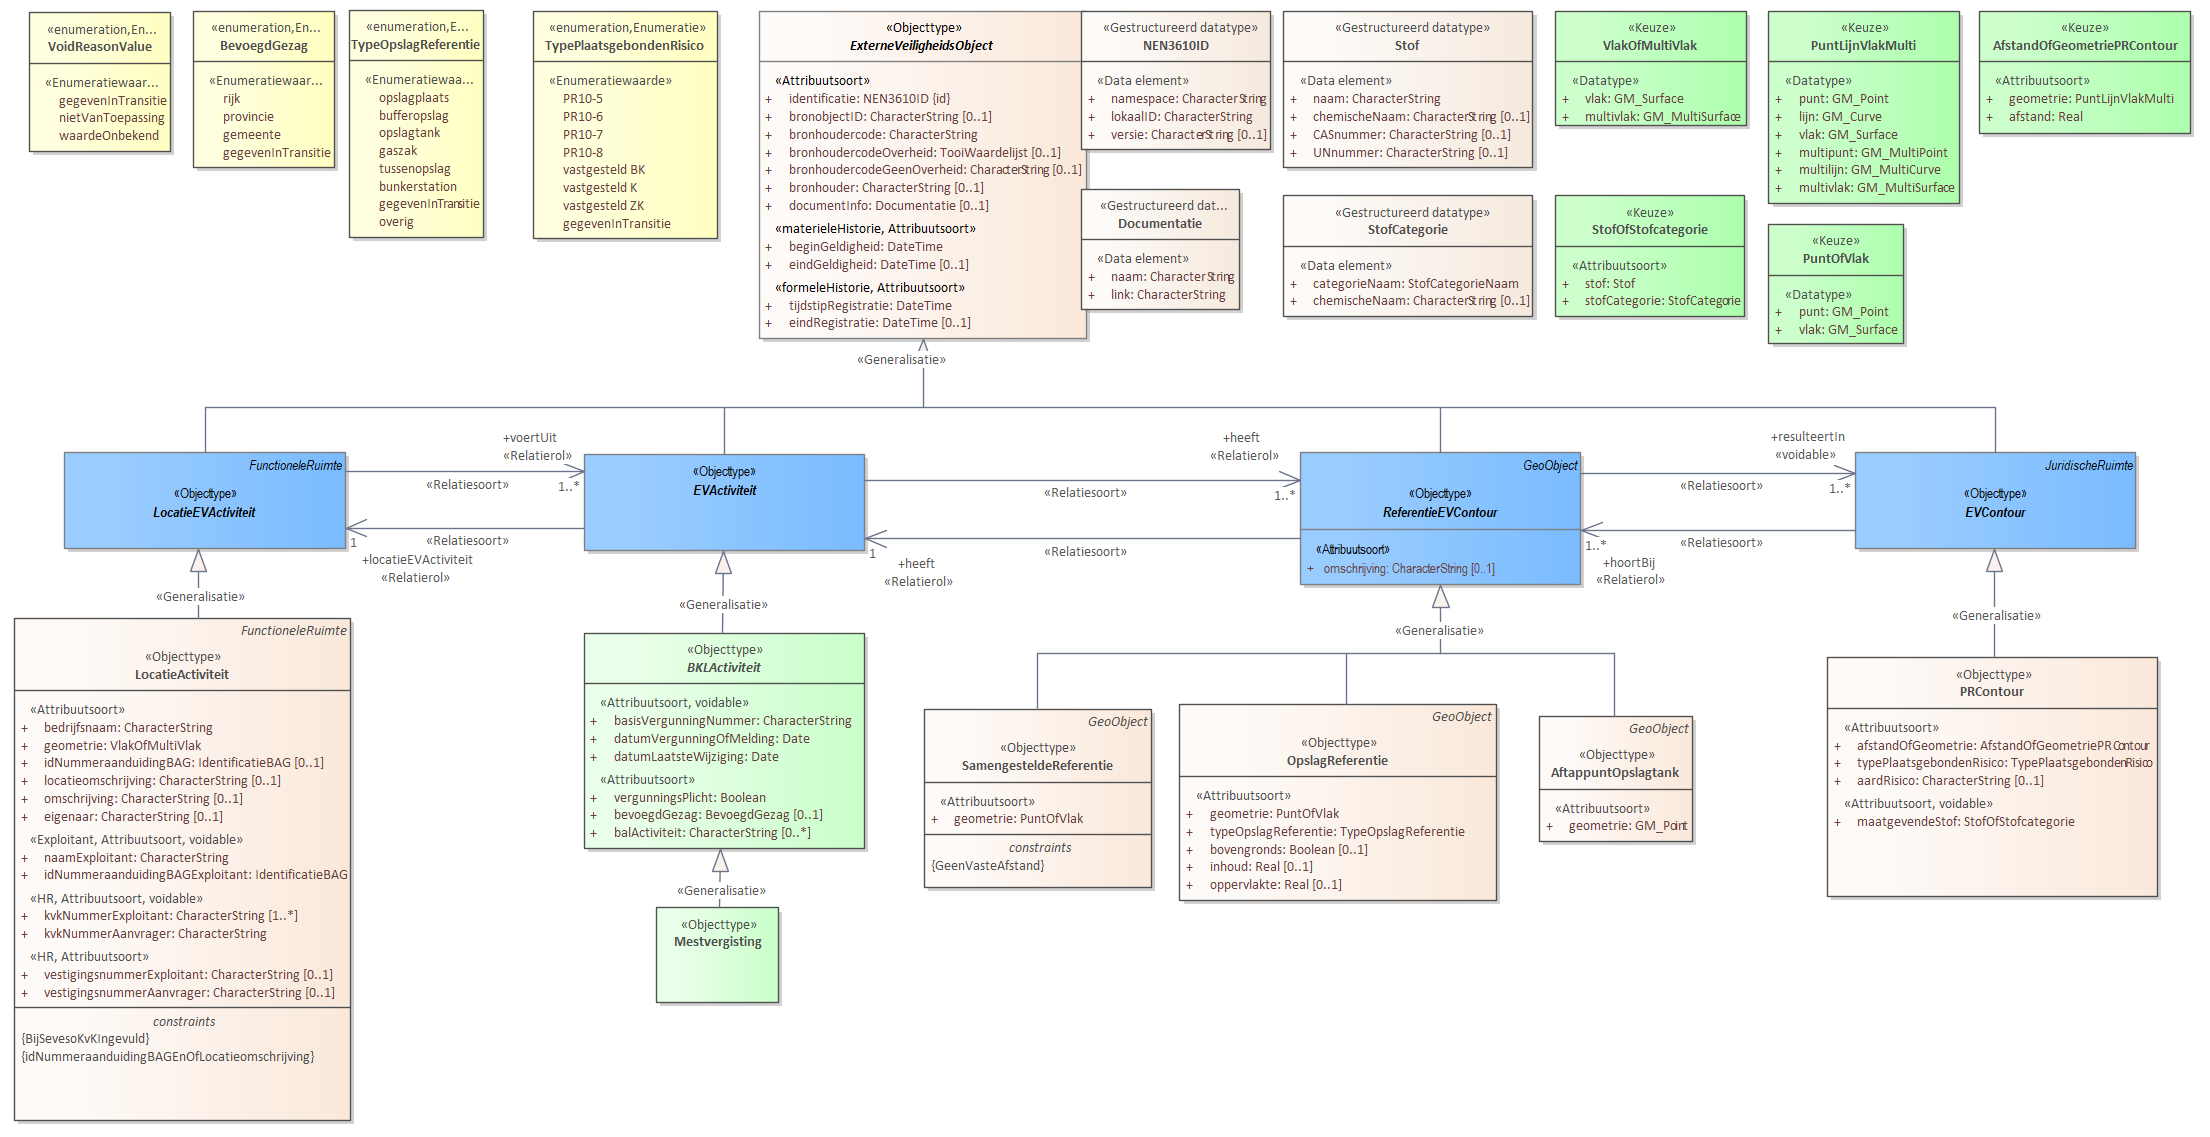 «enumeration,En...
VoidReasonValue
«Enumeratiewaar...
gegevenInTransitie
nietVanToepassing
waardeOnbekend
«enumeration,En...
BevoegdGezag
«Enumeratiewaar...
rijk
provincie
gemeente
gegevenInTransitie
«enumeration,E...
TypeOpslagReferentie
«Enumeratiewaa...
opslagplaats
bufferopslag
opslagtank
gaszak
tussenopslag
bunkerstation
gegevenInTransitie
overig
«enumeration,Enumeratie»
TypePlaatsgebondenRisico
«Enumeratiewaarde»
PR10-5
PR10-6
PR10-7
PR10-8
vastgesteld BK
vastgesteld K
vastgesteld ZK
gegevenInTransitie
«Objecttype»
ExterneVeiligheidsObject
«Attribuutsoort»
+ identificatie: NEN3610ID {id}
+ bronobjectID: CharacterString [0..1]
+ bronhoudercode: CharacterString
+ bronhoudercodeOverheid: TooiWaardelijst [0..1]
+ bronhoudercodeGeenOverheid: CharacterString [0..1]
+ bronhouder: CharacterString [0..1]
+ documentInfo: Documentatie [0..1]
«materieleHistorie, Attribuutsoort»
+ beginGeldigheid: DateTime
+ eindGeldigheid: DateTime [0..1]
«formeleHistorie, Attribuutsoort»
+ tijdstipRegistratie: DateTime
+ eindRegistratie: DateTime [0..1]
«Gestructureerd datatype»
NEN3610ID
«Data element»
+ namespace: CharacterString
+ lokaalID: CharacterString
+ versie: CharacterString [0..1]
«Gestructureerd dat...
Documentatie
«Data element»
+ naam: CharacterString
+ link: CharacterString
«Gestructureerd datatype»
Stof
«Data element»
+ naam: CharacterString
+ chemischeNaam: CharacterString [0..1]
+ CASnummer: CharacterString [0..1]
+ UNnummer: CharacterString [0..1]
«Gestructureerd datatype»
StofCategorie
«Data element»
+ categorieNaam: StofCategorieNaam
+ chemischeNaam: CharacterString [0..1]
«Keuze»
VlakOfMultiVlak
«Datatype»
+ vlak: GM_Surface
+ multivlak: GM_MultiSurface
«Keuze»
StofOfStofcategorie
«Attribuutsoort»
+ stof: Stof
+ stofCategorie: StofCategorie
«Keuze»
PuntLijnVlakMulti
«Datatype»
+ punt: GM_Point
+ lijn: GM_Curve
+ vlak: GM_Surface
+ multipunt: GM_MultiPoint
+ multilijn: GM_MultiCurve
+ multivlak: GM_MultiSurface
«Keuze»
PuntOfVlak
«Datatype»
+ punt: GM_Point
+ vlak: GM_Surface
«Keuze»
AfstandOfGeometriePRContour
«Attribuutsoort»
+ geometrie: PuntLijnVlakMulti
+ afstand: Real
«Generalisatie»
FunctioneleRuimte
«Objecttype»
LocatieEVActiviteit
+voertUit
«Relatierol»
1..*
«Relatiesoort»
«Relatiesoort»
1
+locatieEVActiviteit
«Relatierol»
«Objecttype»
EVActiviteit
+heeft
«Relatierol»
1..*
«Relatiesoort»
«Relatiesoort»
1
+heeft
«Relatierol»
GeoObject
«Objecttype»
ReferentieEVContour
«Attribuutsoort»
+ omschrijving: CharacterString [0..1]
+resulteertIn
«voidable»
1..*
«Relatiesoort»
«Relatiesoort»
1..*
+hoortBij
«Relatierol»
JuridischeRuimte
«Objecttype»
EVContour
«Generalisatie»
«Generalisatie»
«Generalisatie»
«Generalisatie»
FunctioneleRuimte
«Objecttype»
LocatieActiviteit
«Attribuutsoort»
+ bedrijfsnaam: CharacterString
+ geometrie: VlakOfMultiVlak
+ idNummeraanduidingBAG: IdentificatieBAG [0..1]
+ locatieomschrijving: CharacterString [0..1]
+ omschrijving: CharacterString [0..1]
+ eigenaar: CharacterString [0..1]
«Exploitant, Attribuutsoort, voidable»
+ naamExploitant: CharacterString
+ idNummeraanduidingBAGExploitant: IdentificatieBAG
«HR, Attribuutsoort, voidable»
+ kvkNummerExploitant: CharacterString [1..*]
+ kvkNummerAanvrager: CharacterString
«HR, Attribuutsoort»
+ vestigingsnummerExploitant: CharacterString [0..1]
+ vestigingsnummerAanvrager: CharacterString [0..1]
constraints
{BijSevesoKvKIngevuld}
{idNummeraanduidingBAGEnOfLocatieomschrijving}
«Objecttype»
BKLActiviteit
«Attribuutsoort, voidable»
+ basisVergunningNummer: CharacterString
+ datumVergunningOfMelding: Date
+ datumLaatsteWijziging: Date
«Attribuutsoort»
+ vergunningsPlicht: Boolean
+ bevoegdGezag: BevoegdGezag [0..1]
+ balActiviteit: CharacterString [0..*]
«Generalisatie»
«Objecttype»
Mestvergisting
GeoObject
«Objecttype»
SamengesteldeReferentie
«Attribuutsoort»
+ geometrie: PuntOfVlak
constraints
{GeenVasteAfstand}
GeoObject
«Objecttype»
OpslagReferentie
«Attribuutsoort»
+ geometrie: PuntOfVlak
+ typeOpslagReferentie: TypeOpslagReferentie
+ bovengronds: Boolean [0..1]
+ inhoud: Real [0..1]
+ oppervlakte: Real [0..1]
GeoObject
«Objecttype»
AftappuntOpslagtank
«Attribuutsoort»
+ geometrie: GM_Point
«Objecttype»
PRContour
«Attribuutsoort»
+ afstandOfGeometrie: AfstandOfGeometriePRContour
+ typePlaatsgebondenRisico: TypePlaatsgebondenRisico
+ aardRisico: CharacterString [0..1]
«Attribuutsoort, voidable»
+ maatgevendeStof: StofOfStofcategorie